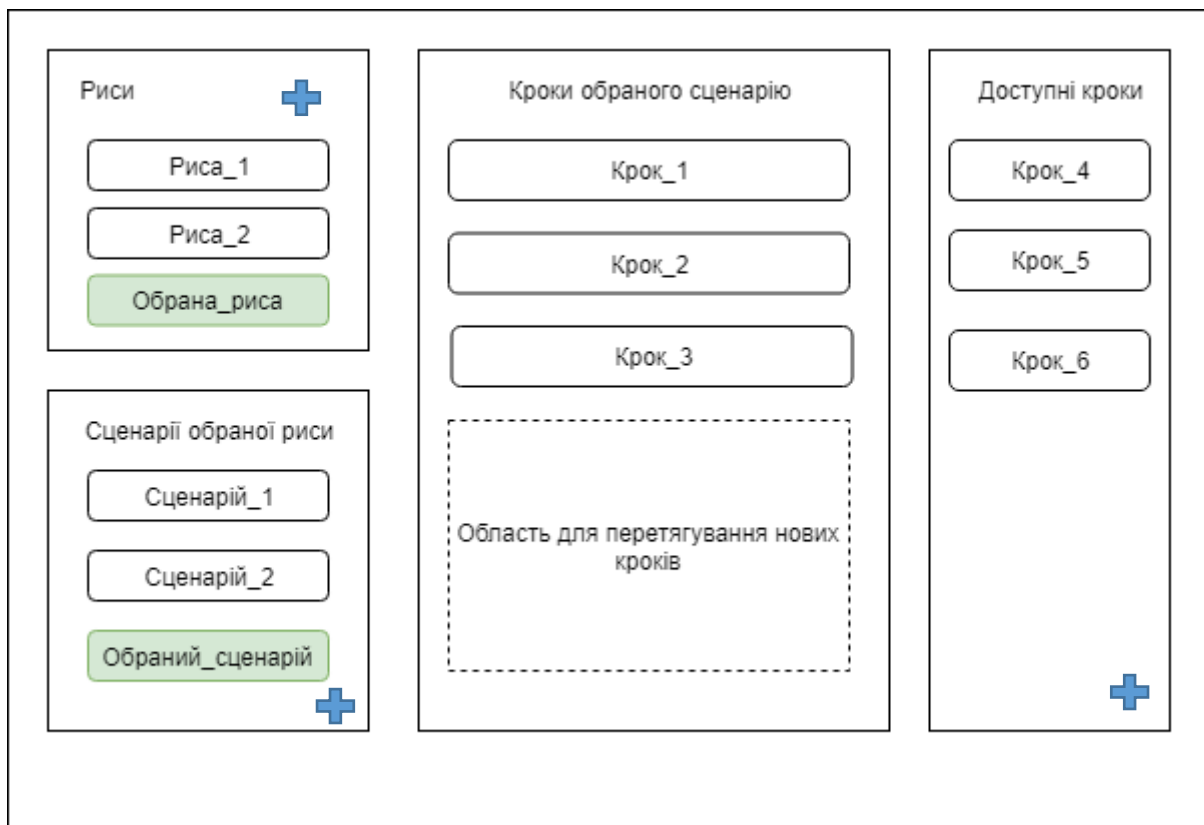 Риси
Риса_1
Риса_2
Обрана_риса
Сценарії обраної риси
Сценарій_1
Сценарій_2
Обраний_сценарій
Кроки обраного сценарію
Крок_1
Крок_2
Крок_3
Область для перетягування нових
кроків
Доступні кроки
Крок_4
Крок_5
Крок_6